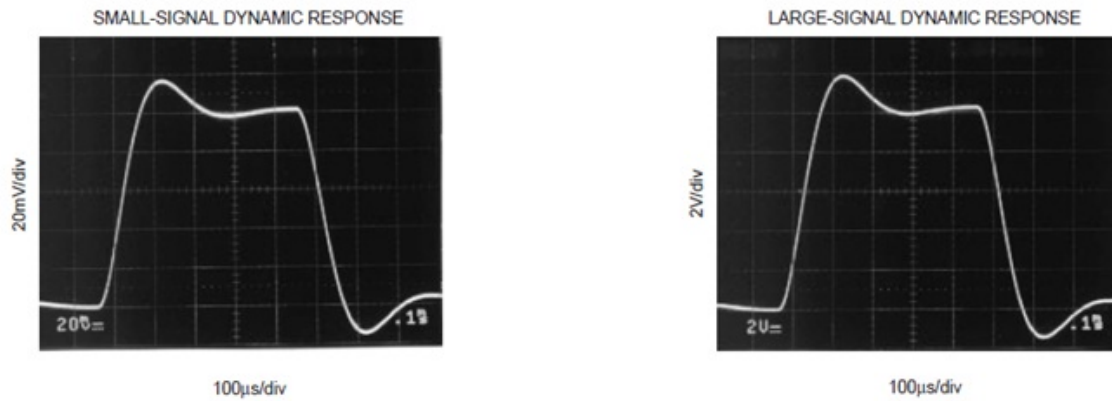 SMALL-SIGNAL DYNAMIC RESPONSE
20mV/div
100μs/div
LARGE-SIGNAL DYNAMIC RESPONSE
2V/div
2V=
100μs/div